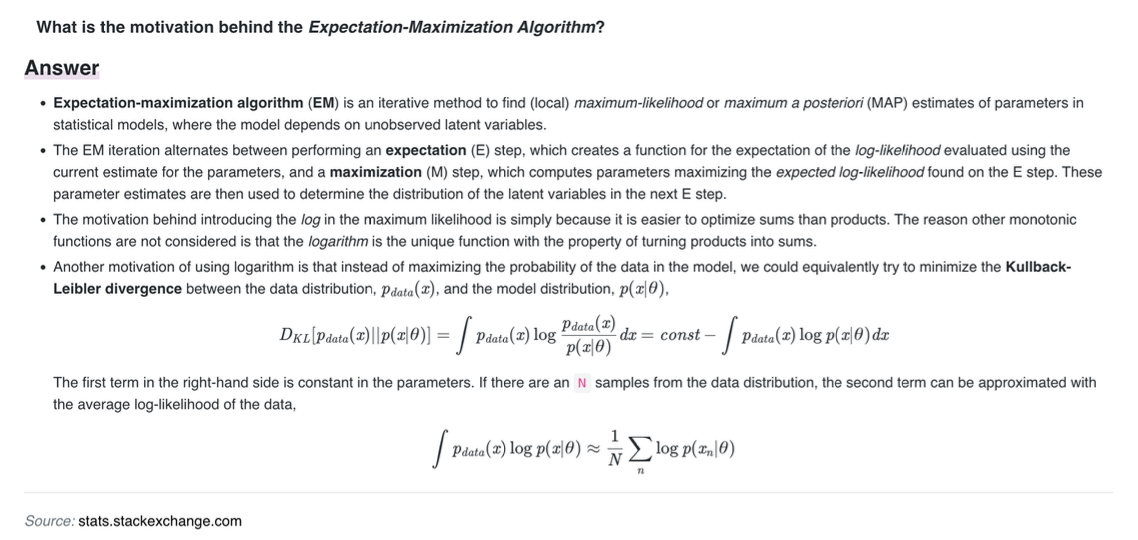 What is the motivation behind the Expectation-Maximization Algorithm?
Answer
• Expectation-maximization algorithm (EM) is an iterative method to find (local) maximum-likelihood or maximum a posteriori (MAP) estimates of parameters in
statistical models, where the model depends on unobserved latent variables.
• The EM iteration alternates between performing an expectation (E) step, which creates a function for the expectation of the log-likelihood evaluated using the
current estimate for the parameters, and a maximization (M) step, which computes parameters maximizing the expected log-likelihood found on the E step. These
parameter estimates are then used to determine the distribution of the latent variables in the next E step.
• The motivation behind introducing the log in the maximum likelihood is simply because it is easier to optimize sums than products. The reason other monotonic
functions are not considered is that the logarithm is the unique function with the property of turning products into sums.
• Another motivation of using logarithm is that instead of maximizing the probability of the data in the model, we could equivalently try to minimize the Kullback-
Leibler divergence between the data distribution, p_{data}(x), and the model distribution, p(x|θ),
D_{KL}[p_{data}(x)||p(x|θ)] = ∫ p_{data}(x) log \frac{p_{data}(x)}{p(x|θ)} dx = const − ∫ p_{data}(x) log p(x|θ)dx
The first term in the right-hand side is constant in the parameters. If there are an N samples from the data distribution, the second term can be approximated with
the average log-likelihood of the data,
∫ p_{data}(x) log p(x|θ) ≈ \frac{1}{N} ∑_{n} log p(x_n|θ)
Source: stats.stackexchange.com